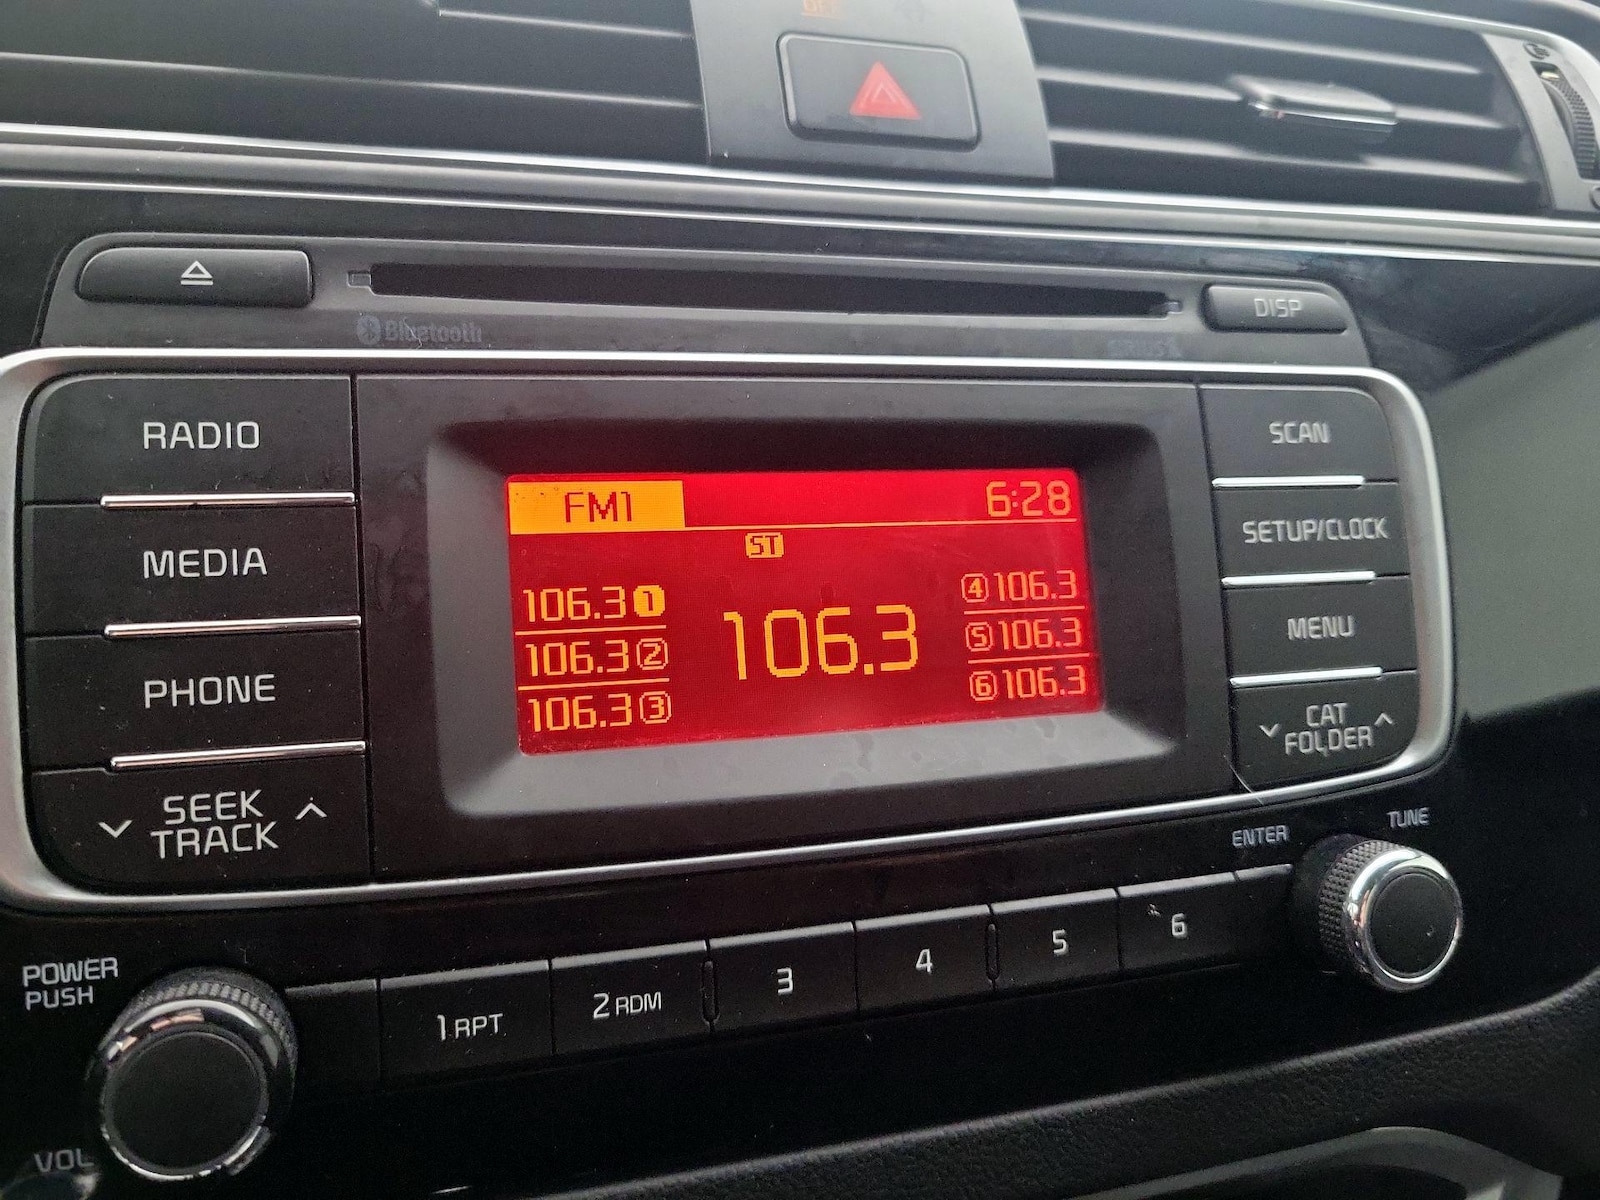 OFF
Bluetooth
DISP
RADIO
MEDIA
PHONE
SEEK
TRACK
FM1
6:28
ST
106.3 1
106.3 2
106.3 3
106.3
4 106.3
5 106.3
6 106.3
SCAN
SETUP/CLOCK
MENU
CAT
FOLDER
ENTER
TUNE
POWER
PUSH
VOL
1 RPT
2 RDM
3
4
5
6